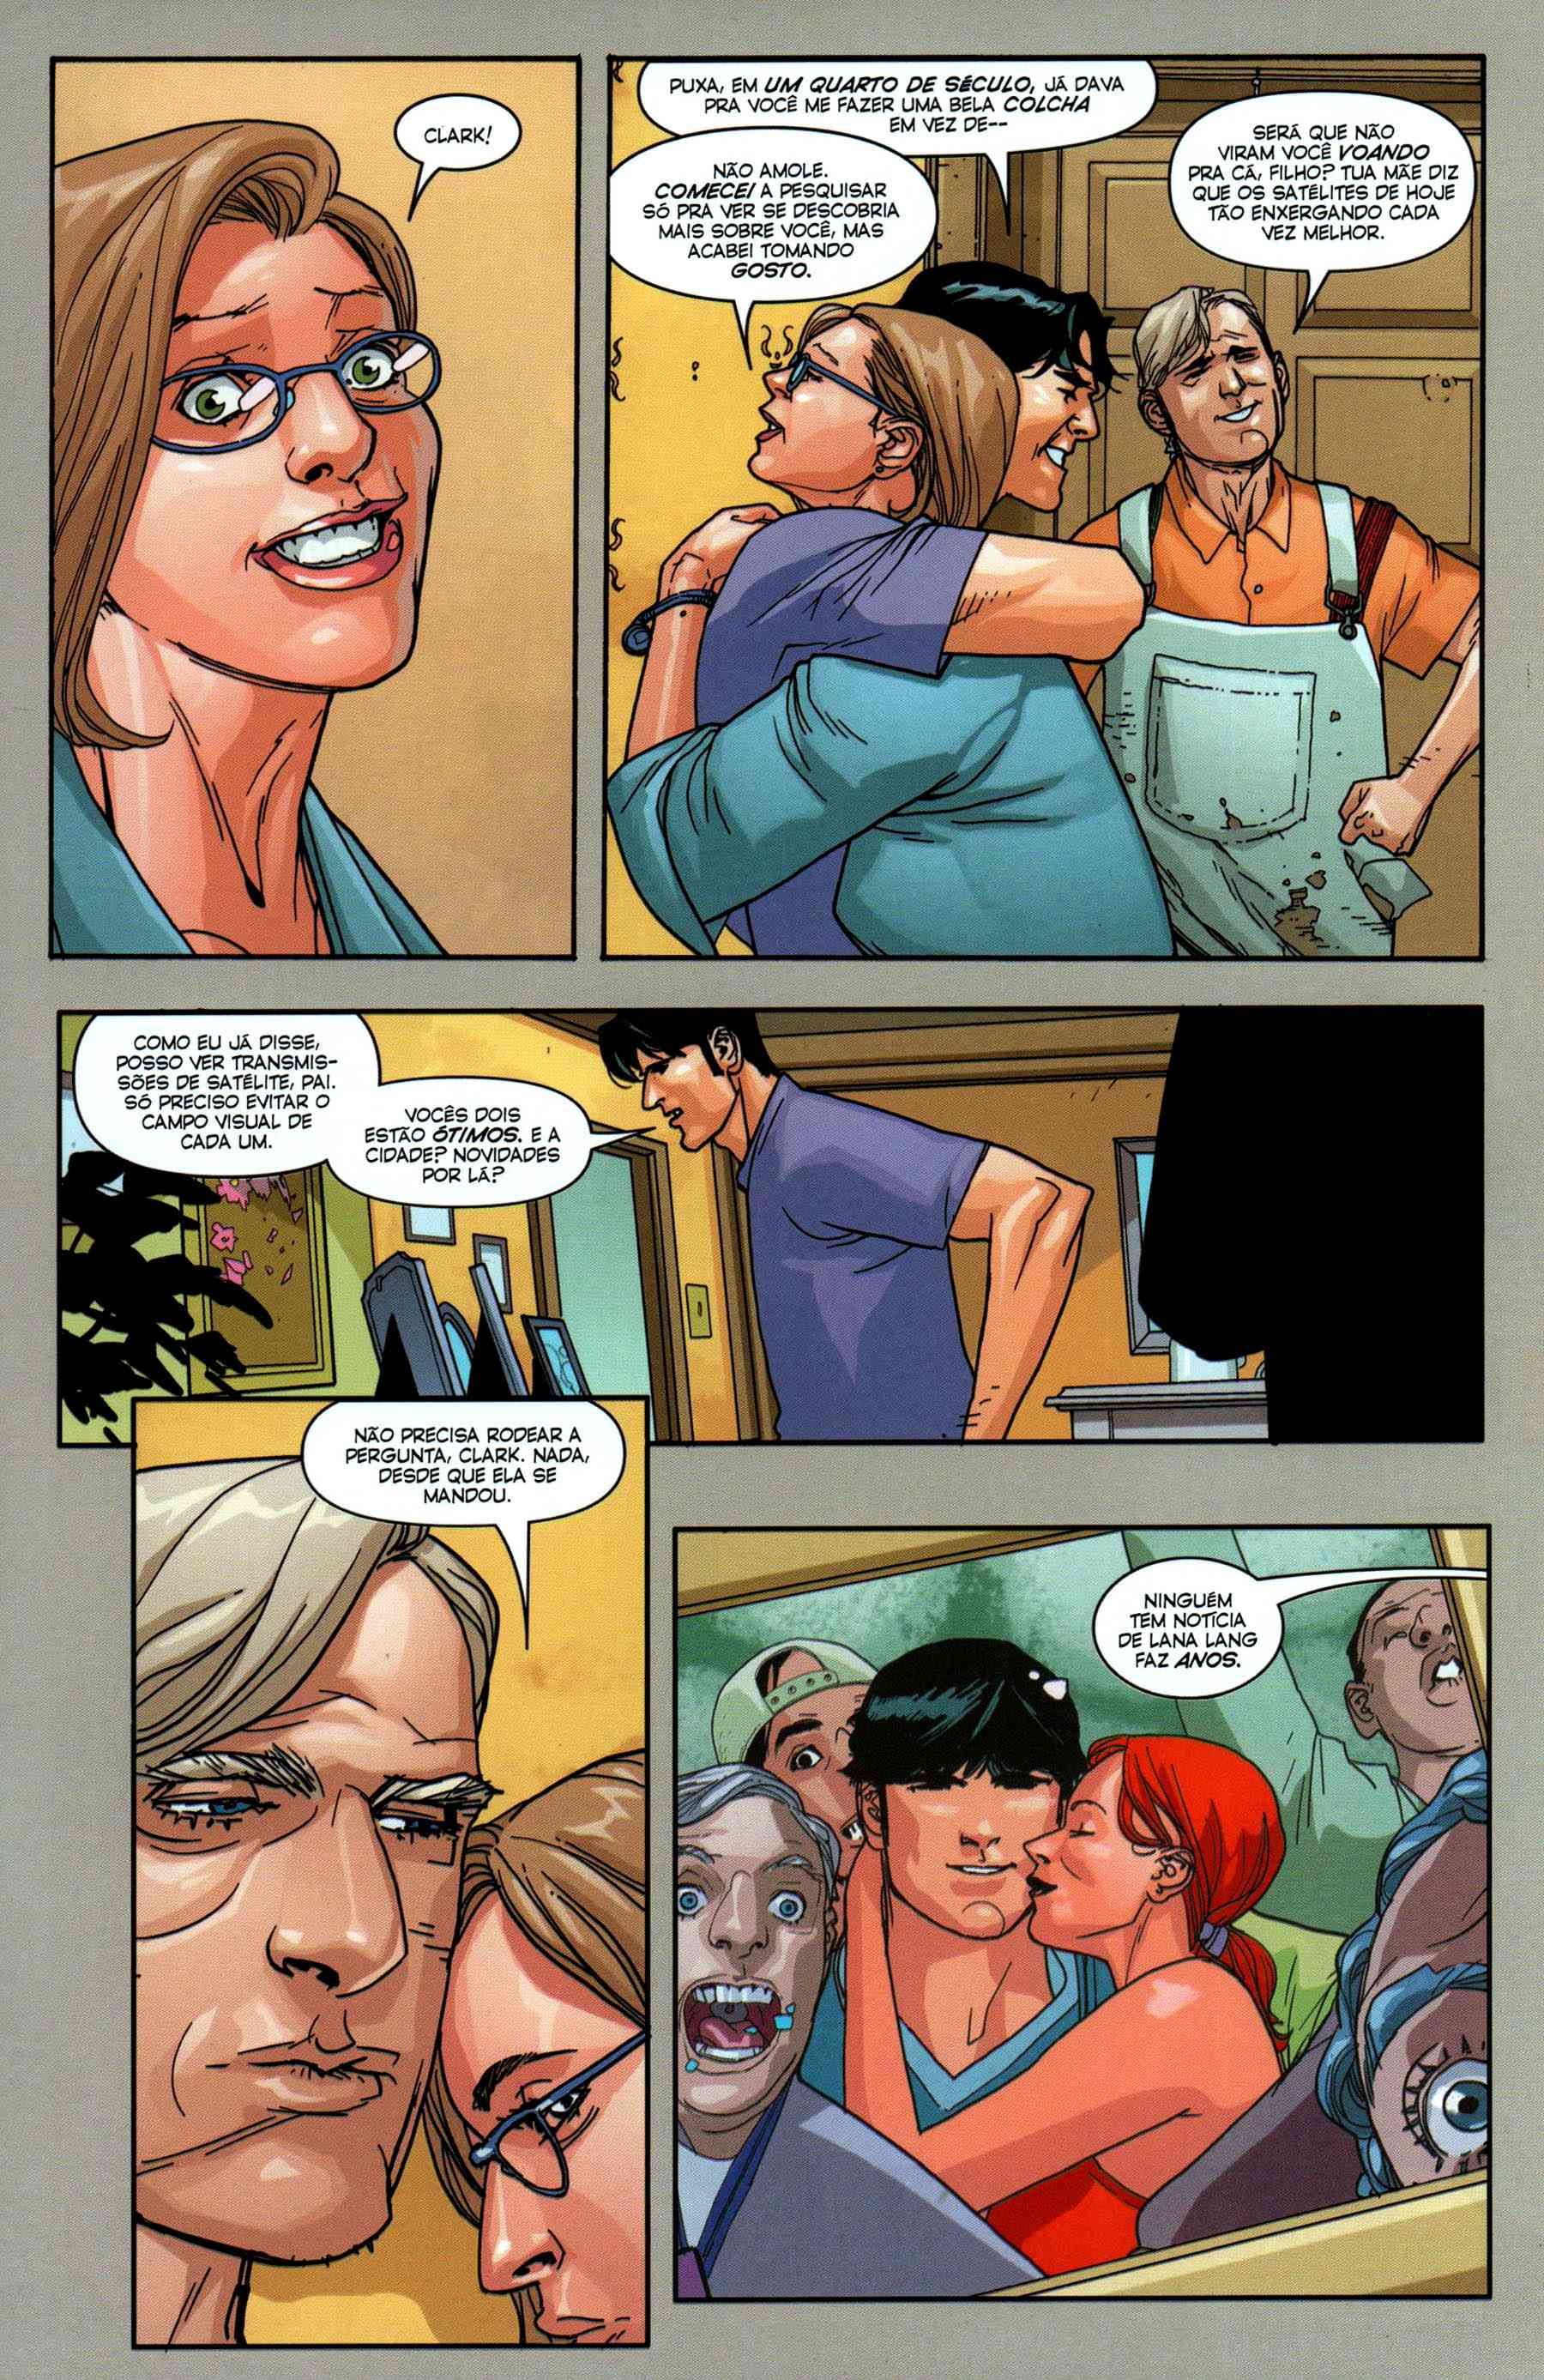 CLARK!
PUXA, EM UM QUARTO DE SÉCULO, JÁ DAVA
PRA VOCÊ ME FAZER UMA BELA COLCHA
EM VEZ DE--
NÃO AMOLE.
COMECEI A PESQUISAR
SÓ PRA VER SE DESCOBRIA
MAIS SOBRE VOCÊ, MAS
ACABEI TOMANDO
GOSTO.
SERÁ QUE NÃO
VIRAM VOCÊ VOANDO
PRA CÁ, FILHO? TUA MÃE DIZ
QUE OS SATÉLITES DE HOJE
TÃO ENXERGANDO CADA
VEZ MELHOR.
COMO EU JÁ DISSE,
POSSO VER TRANSMIS-
SÕES DE SATÉLITE, PAI.
SÓ PRECISO EVITAR O
CAMPO VISUAL DE
CADA UM.
VOCÊS DOIS
ESTÃO ÓTIMOS. E A
CIDADE? NOVIDADES
POR LÁ?
NÃO PRECISA RODEAR A
PERGUNTA, CLARK. NADA,
DESDE QUE ELA SE
MANDOU.
NINGUÉM
TEM NOTÍCIA
DE LANA LANG
FAZ ANOS.